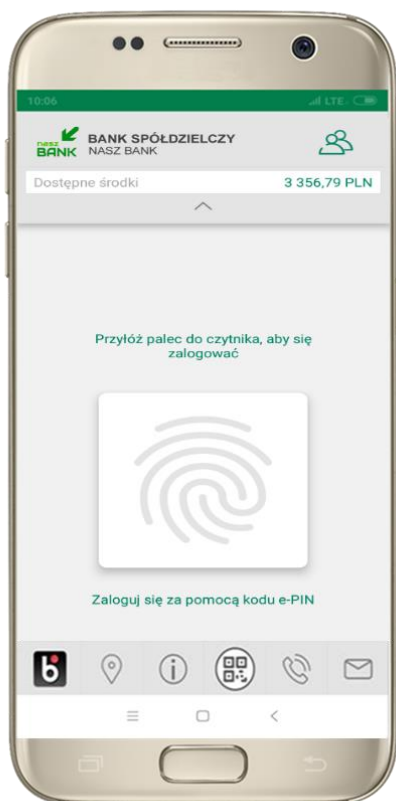 10:06 LTE
nasz BANK
BANK SPÓŁDZIELCZY
NASZ BANK
Dostępne środki 3 356,79 PLN
Przyłóż palec do czytnika, aby się
zalogować
Zaloguj się za pomocą kodu e-PIN
b